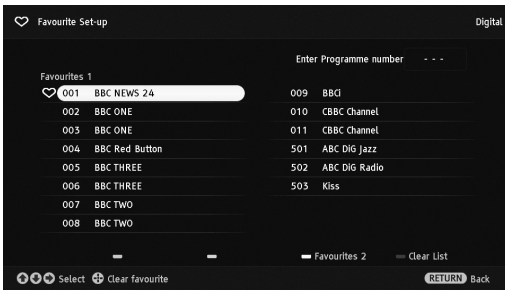 Favourite Set-up
Digital
Enter Programme number - - -
Favourites 1
001 BBC NEWS 24
002 BBC ONE
003 BBC ONE
004 BBC Red Button
005 BBC THREE
006 BBC THREE
007 BBC TWO
008 BBC TWO
009 BBCi
010 CBBC Channel
011 CBBC Channel
501 ABC DiG Jazz
502 ABC DiG Radio
503 Kiss
Favourites 2
Clear List
Select
Clear favourite
RETURN Back